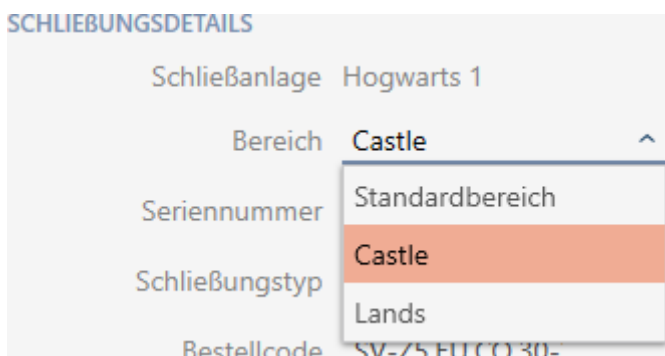 SCHLIEẞUNGSDETAILS
Schließanlage Hogwarts 1
Bereich Castle
Standardbereich
Seriennummer
Castle
Schließungstyp
Lands
Bestellcode